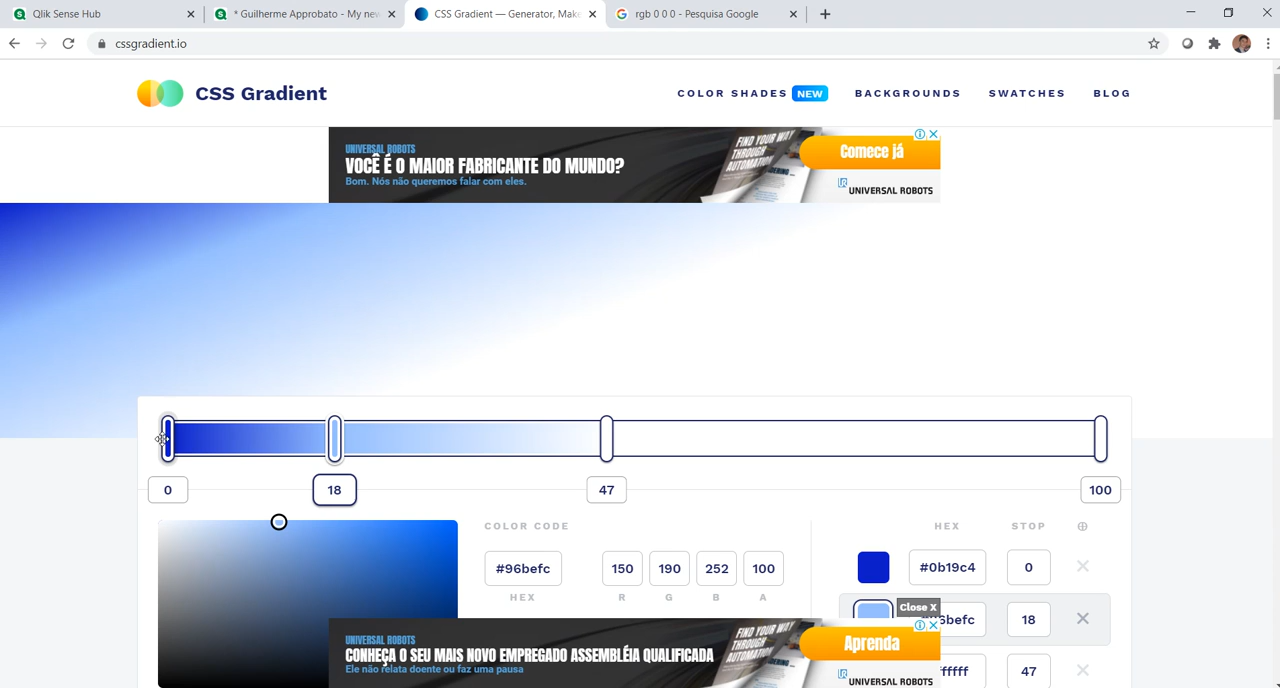 Qlik Sense Hub
* Guilherme Approbato - My new
CSS Gradient — Generator, Make
rgb 0 0 0 - Pesquisa Google
cssgradient.io
CSS Gradient
COLOR SHADES NEW
BACKGROUNDS
SWATCHES
BLOG
UNIVERSAL ROBOTS
VOCÊ É O MAIOR FABRICANTE DO MUNDO?
Bom. Nós não queremos falar com eles.
FIND YOUR WAY
THROUGH
AUTOMATION
Comece já
UNIVERSAL ROBOTS
0
18
47
100
COLOR CODE
#96befc
150
190
252
100
HEX
R
G
B
A
HEX
STOP
#0b19c4
0
Close X
6befc
18
ffffff
47
UNIVERSAL ROBOTS
CONHEÇA O SEU MAIS NOVO EMPREGADO ASSEMBLÉIA QUALIFICADA
Ele não relata doente ou faz uma pausa
FIND YOUR WAY
THROUGH
AUTOMATION
Aprenda
UNIVERSAL ROBOTS